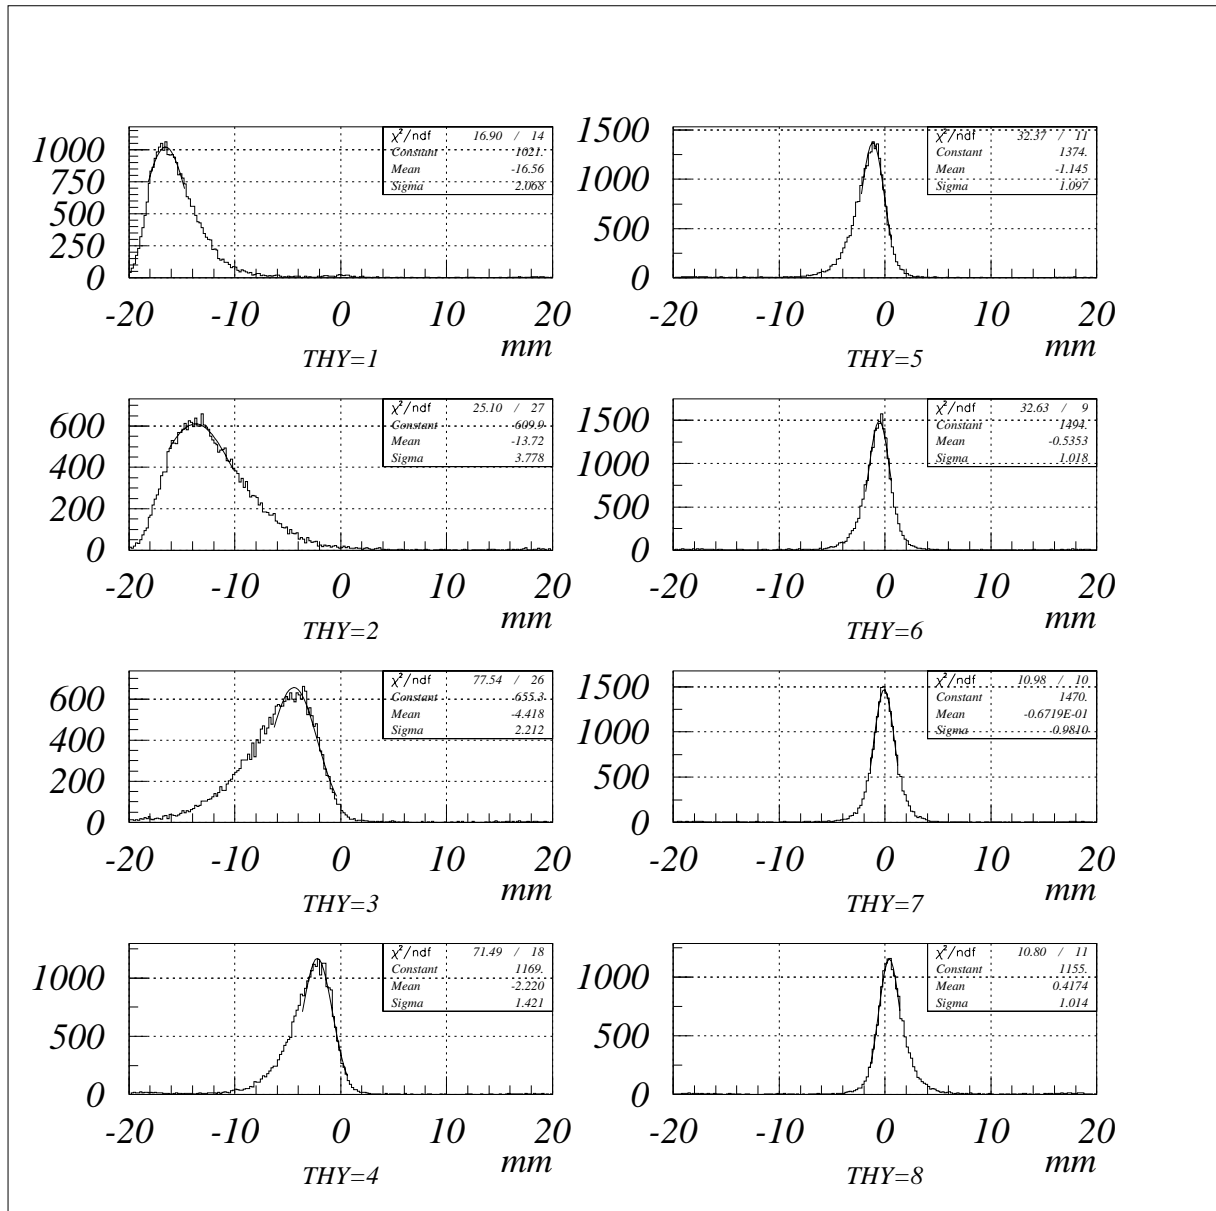 1000
750
500
250
0
χ²/ndf 16.90 / 14
Constant 1021.
Mean -16.56
Sigma 2.068
-20 -10 0 10 20
mm
THY=1
1500
1000
500
0
χ²/ndf 32.37 / 11
Constant 1374.
Mean -1.145
Sigma 1.097
-20 -10 0 10 20
mm
THY=5
600
400
200
0
χ²/ndf 25.10 / 27
Constant 609.9
Mean -13.72
Sigma 3.778
-20 -10 0 10 20
mm
THY=2
1500
1000
500
0
χ²/ndf 32.63 / 9
Constant 1494.
Mean -0.5353
Sigma 1.018
-20 -10 0 10 20
mm
THY=6
600
400
200
0
χ²/ndf 77.54 / 26
Constant 655.3
Mean -4.418
Sigma 2.212
-20 -10 0 10 20
mm
THY=3
1500
1000
500
0
χ²/ndf 10.98 / 10
Constant 1470.
Mean -0.6719E-01
Sigma 0.9810
-20 -10 0 10 20
mm
THY=7
1000
500
0
χ²/ndf 71.49 / 18
Constant 1169.
Mean -2.220
Sigma 1.421
-20 -10 0 10 20
mm
THY=4
1000
500
0
χ²/ndf 10.80 / 11
Constant 1155.
Mean 0.4174
Sigma 1.014
-20 -10 0 10 20
mm
THY=8